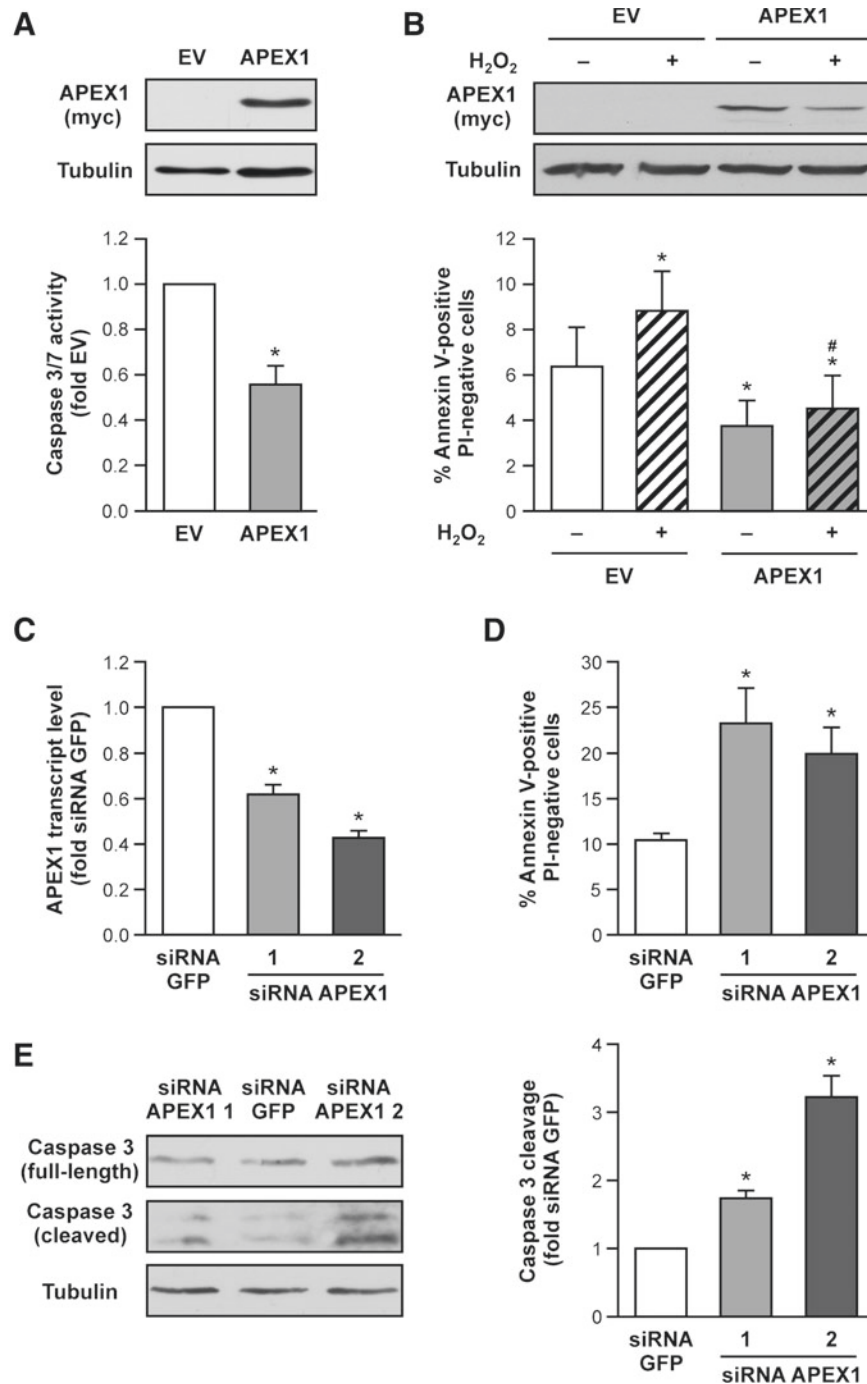 A
EV APEX1
APEX1
(myc)
Tubulin
Caspase 3/7 activity
(fold EV)
1.2
1.0
0.8
0.6
0.4
0.2
0.0
*
EV APEX1
B
EV APEX1
H2O2 – + – +
APEX1
(myc)
Tubulin
% Annexin V-positive
PI-negative cells
12
10
8
6
4
2
0
*
*
#
*
H2O2 – + – +
EV APEX1
C
APEX1 transcript level
(fold siRNA GFP)
1.2
1.0
0.8
0.6
0.4
0.2
0.0
*
*
siRNA
GFP
1 2
siRNA APEX1
D
% Annexin V-positive
PI-negative cells
30
25
20
15
10
5
0
*
*
siRNA
GFP
1 2
siRNA APEX1
E
siRNA siRNA siRNA
APEX1 1 GFP APEX1 2
Caspase 3
(full-length)
Caspase 3
(cleaved)
Tubulin
Caspase 3 cleavage
(fold siRNA GFP)
4
3
2
1
0
*
*
siRNA
GFP
1 2
siRNA APEX1